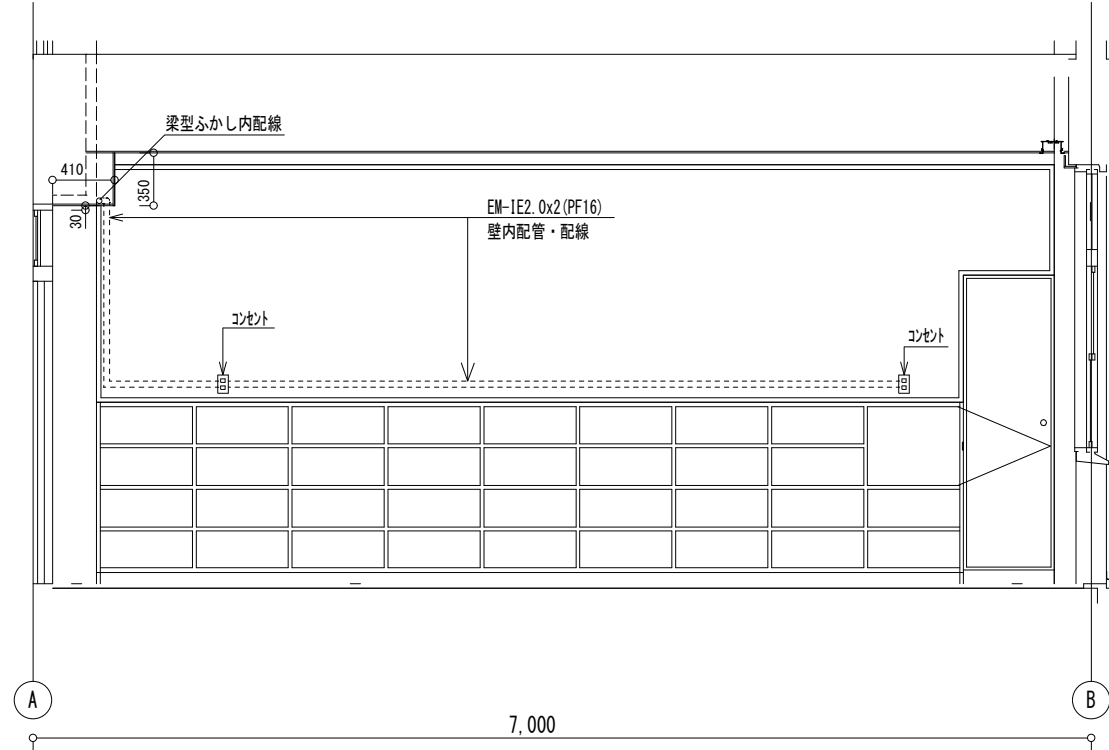 梁型ふかし内配線
410
350
30
EM-IE2.0x2(PF16)
壁内配管・配線
コンセント
コンセント
A
B
7,000